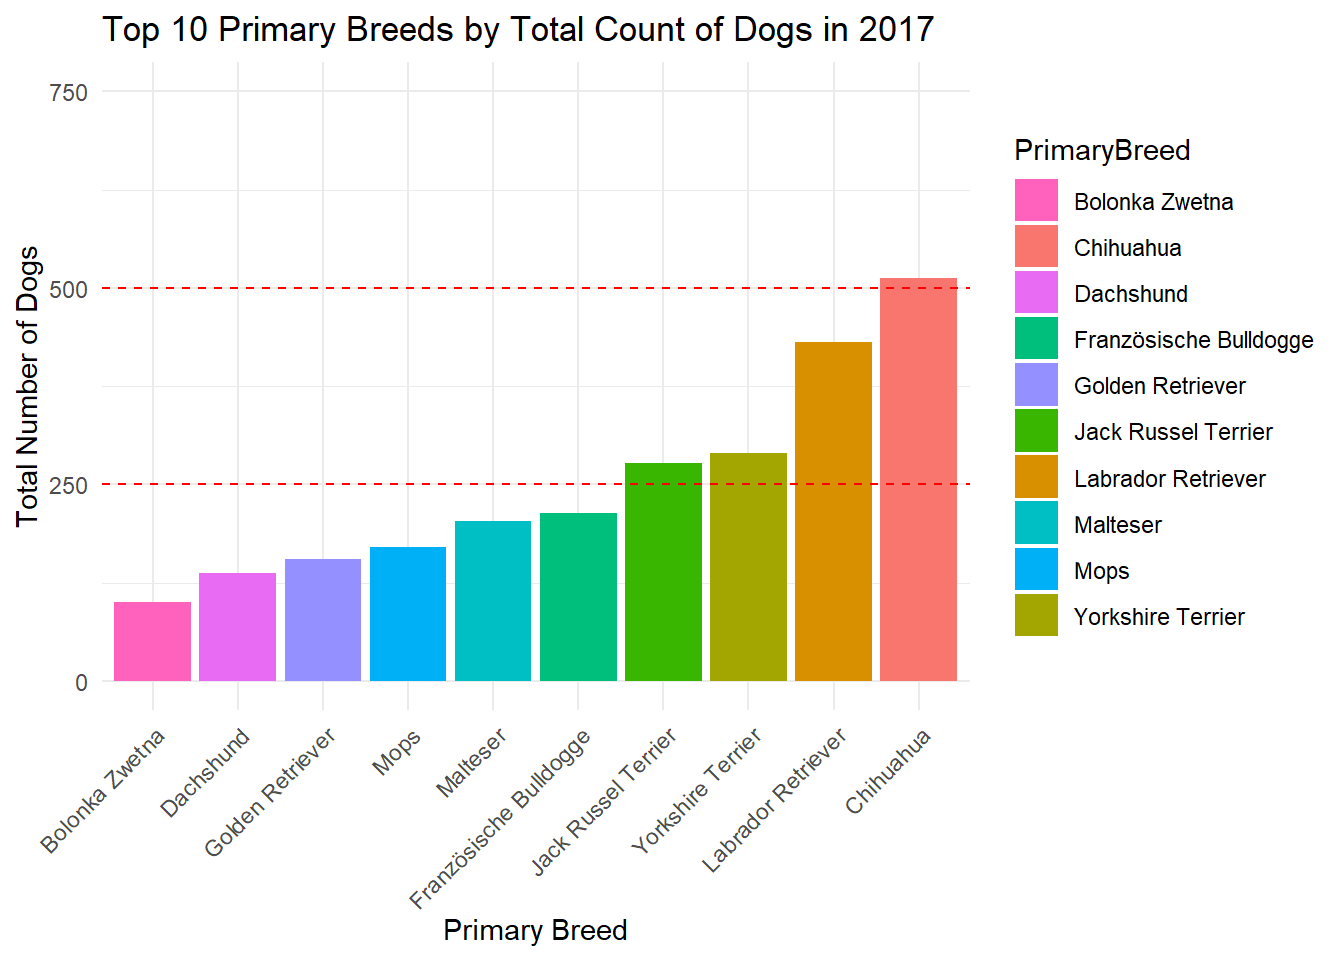 Top 10 Primary Breeds by Total Count of Dogs in 2017
Total Number of Dogs
750
500
250
0
Bolonka Zwetna
Dachshund
Golden Retriever
Mops
Malteser
Französische Bulldogge
Jack Russel Terrier
Yorkshire Terrier
Labrador Retriever
Chihuahua
Primary Breed
PrimaryBreed
Bolonka Zwetna
Chihuahua
Dachshund
Französische Bulldogge
Golden Retriever
Jack Russel Terrier
Labrador Retriever
Malteser
Mops
Yorkshire Terrier